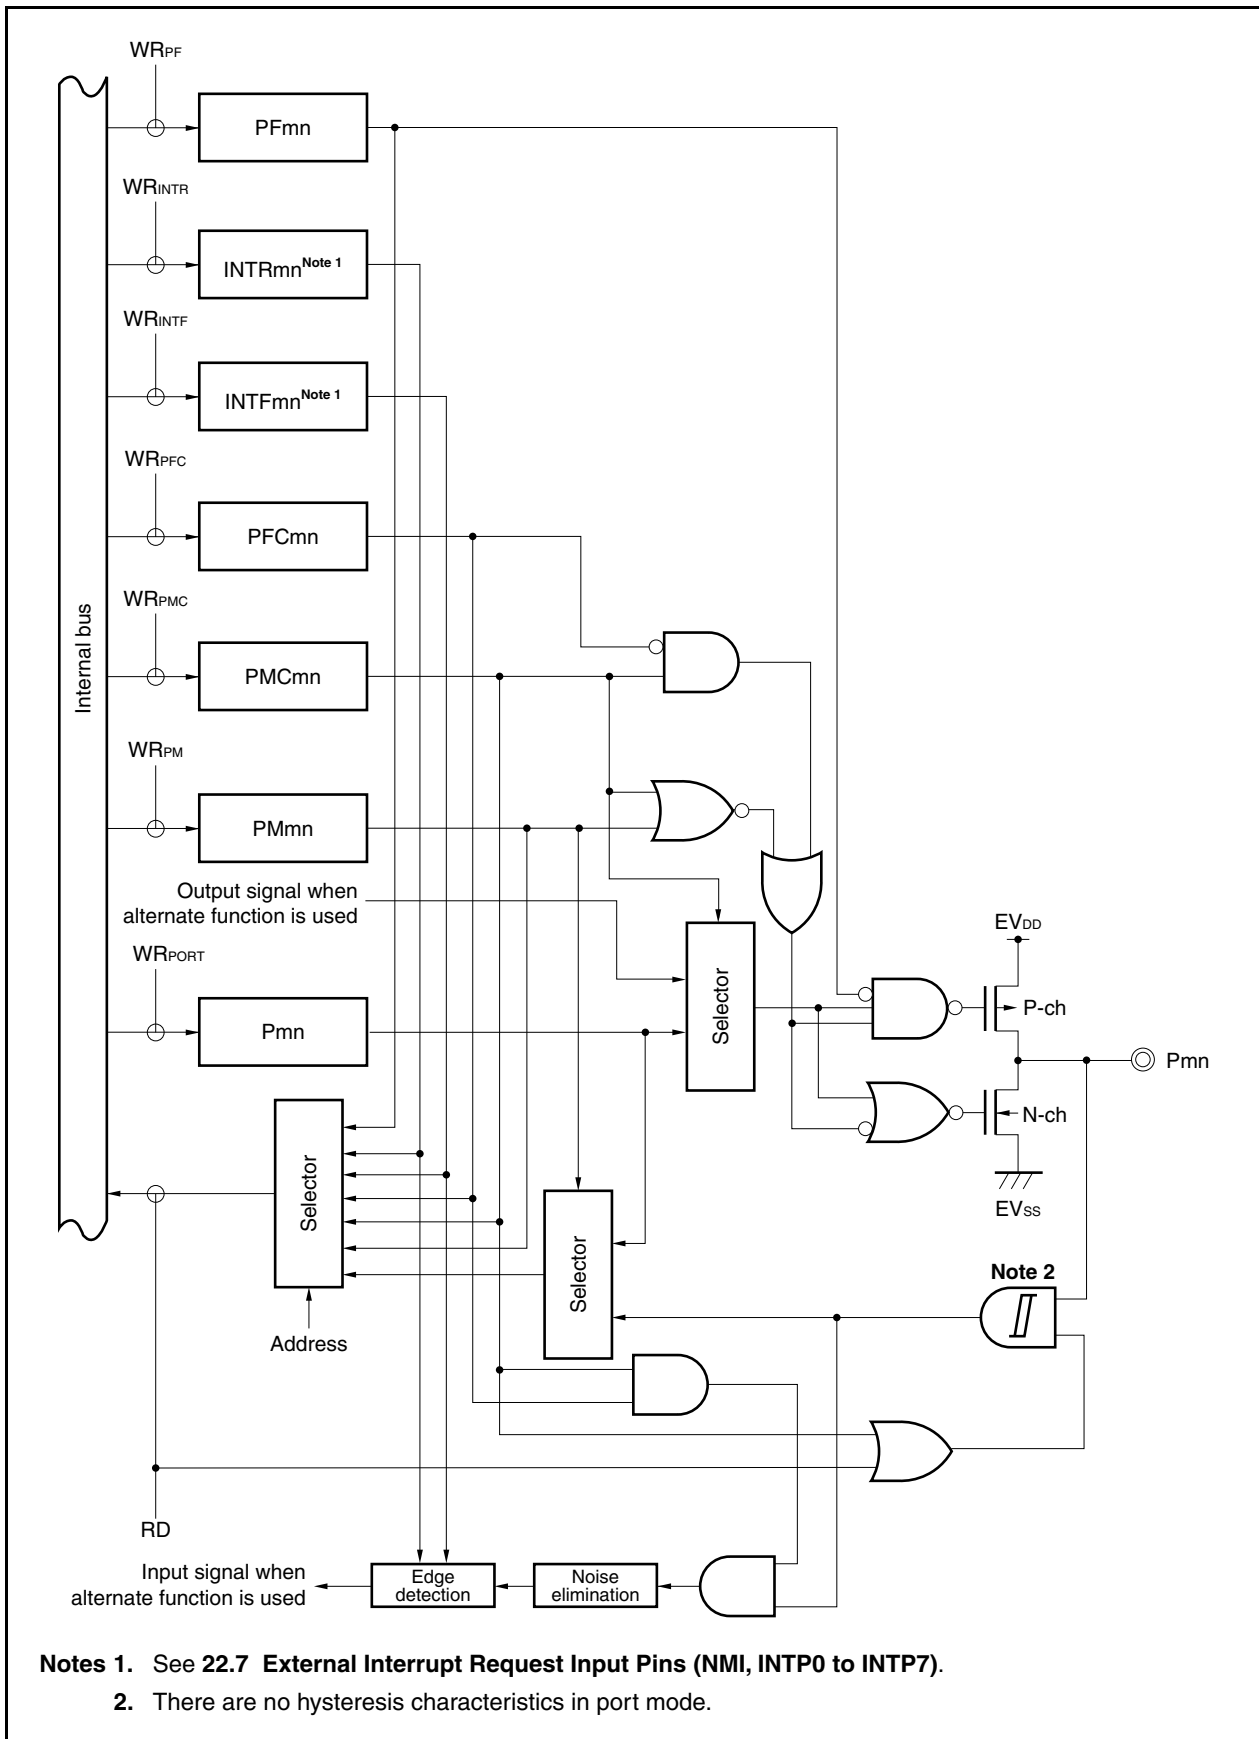 WRPF
PFmn
WRINTR
INTRmnNote 1
WRINTF
INTFmnNote 1
WRPFC
PFCmn
WRPMC
PMCmn
Internal bus
WRPM
PMmn
Output signal when
alternate function is used
WRPORT
Pmn
Selector
EVDD
P-ch
Pmn
N-ch
EVSS
Selector
Selector
Address
Note 2
RD
Input signal when
alternate function is used
Edge
detection
Noise
elimination
Notes 1. See 22.7 External Interrupt Request Input Pins (NMI, INTP0 to INTP7).
2. There are no hysteresis characteristics in port mode.